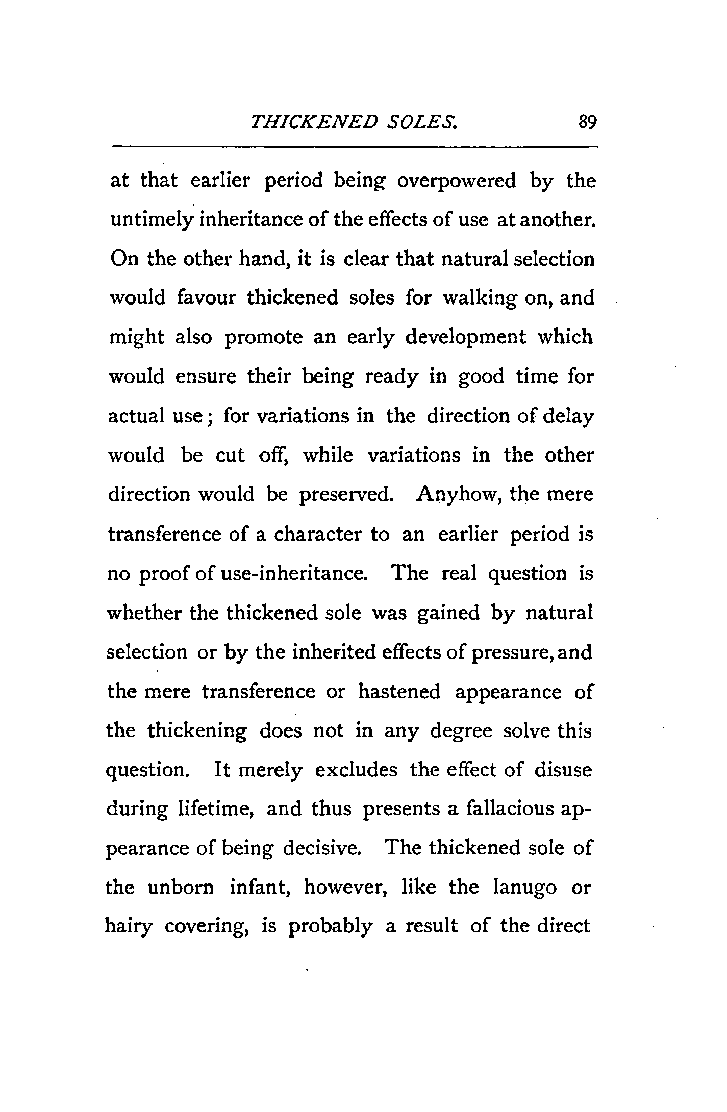 THICKENED SOLES. 89
at that earlier period being overpowered by the
untimely inheritance of the effects of use at another.
On the other hand, it is clear that natural selection
would favour thickened soles for walking on, and
might also promote an early development which
would ensure their being ready in good time for
actual use; for variations in the direction of delay
would be cut off, while variations in the other
direction would be preserved. Anyhow, the mere
transference of a character to an earlier period is
no proof of use-inheritance. The real question is
whether the thickened sole was gained by natural
selection or by the inherited effects of pressure, and
the mere transference or hastened appearance of
the thickening does not in any degree solve this
question. It merely excludes the effect of disuse
during lifetime, and thus presents a fallacious ap-
pearance of being decisive. The thickened sole of
the unborn infant, however, like the lanugo or
hairy covering, is probably a result of the direct